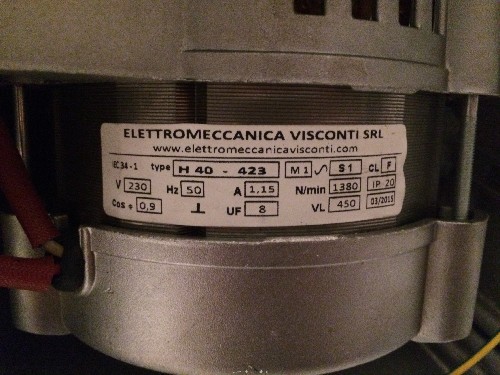 ELETTROMECCANICA VISCONTI SRL
www.elettromeccanicavisconti.com
IEC 34-1 type H 40 - 423 M1 S1 CL F
V 230 Hz 50 A 1,15 N/min 1380 IP 20
Cos φ 0,9 ⊥ UF 8 VL 450 03/2015